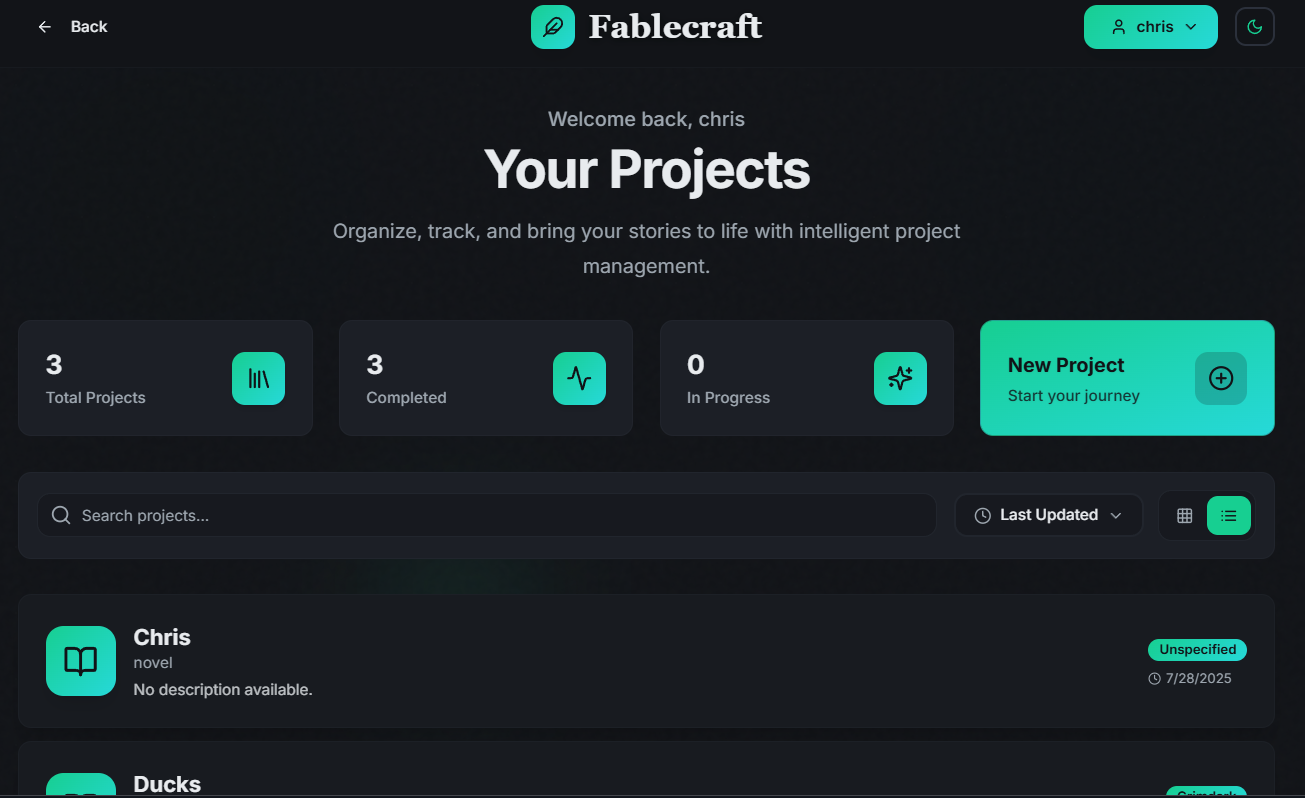 Back
Fablecraft
chris
Welcome back, chris
Your Projects
Organize, track, and bring your stories to life with intelligent project
management.
3
Total Projects
3
Completed
0
In Progress
New Project
Start your journey
Search projects...
Last Updated
Chris
novel
No description available.
Unspecified
7/28/2025
Ducks
Grimdark